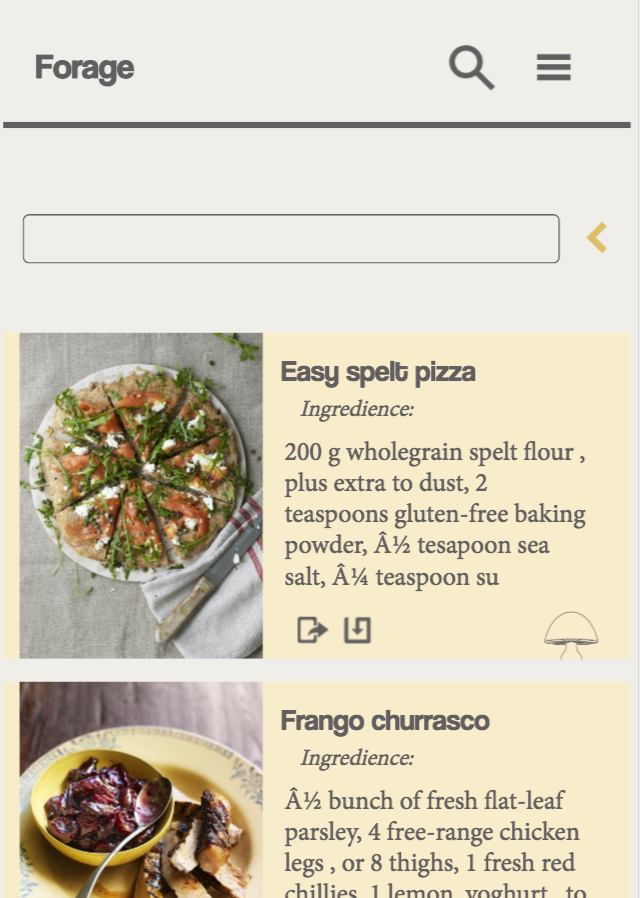 Forage
Easy spelt pizza
Ingredience:
200 g wholegrain spelt flour ,
plus extra to dust, 2
teaspoons gluten-free baking
powder, Â½ tesapoon sea
salt, Â¼ teaspoon su
Frango churrasco
Ingredience:
Â½ bunch of fresh flat-leaf
parsley, 4 free-range chicken
legs , or 8 thighs, 1 fresh red
chillies, 1 lemon, yoghurt , to